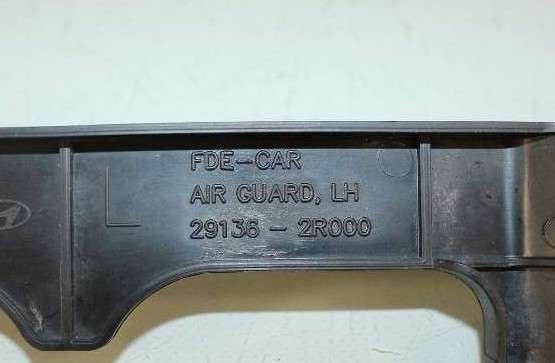 FDE-CAR
L
AIR GUARD, LH
29136-2R000